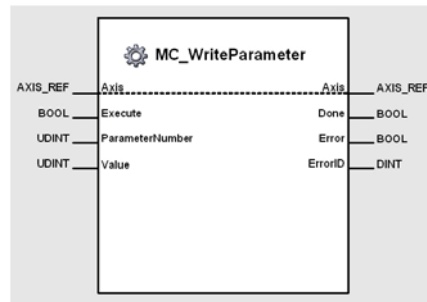 MC_WriteParameter
AXIS_REF Axis Axis AXIS_REF
BOOL Execute Done BOOL
UDINT ParameterNumber Error BOOL
UDINT Value ErrorID DINT